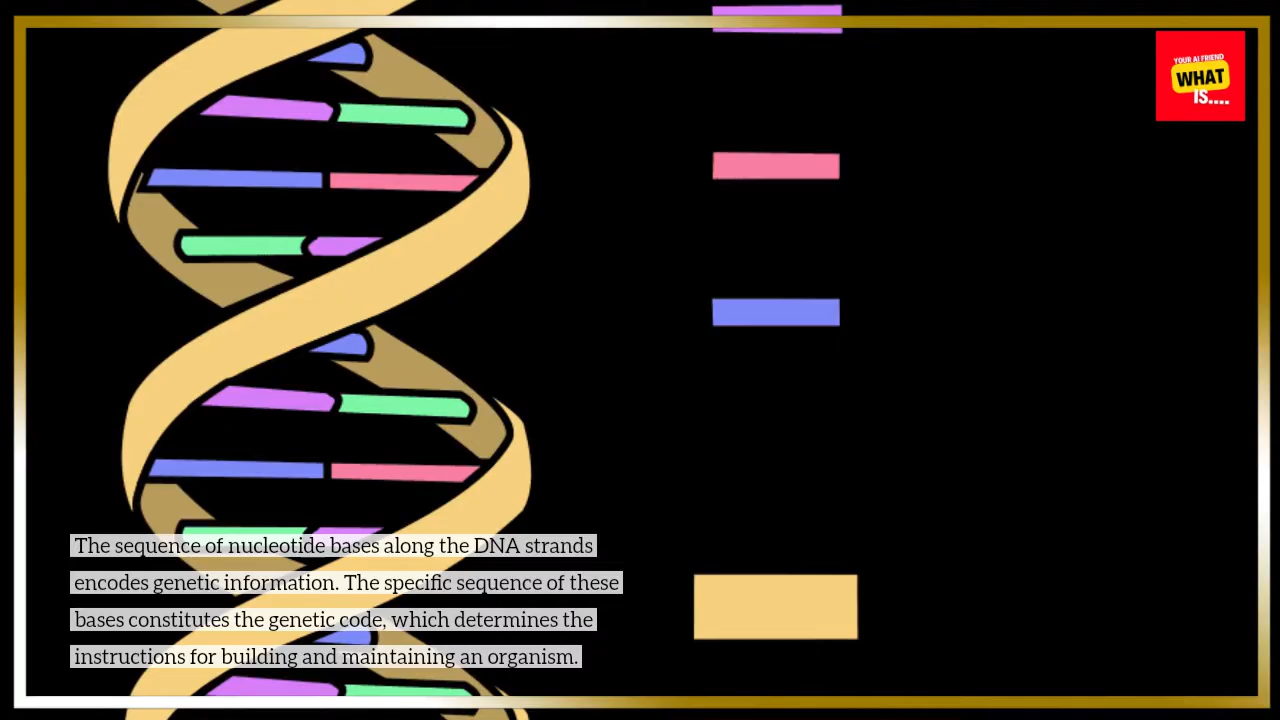 YOUR AI FRIEND
WHAT
IS....
The sequence of nucleotide bases along the DNA strands
encodes genetic information. The specific sequence of these
bases constitutes the genetic code, which determines the
instructions for building and maintaining an organism.